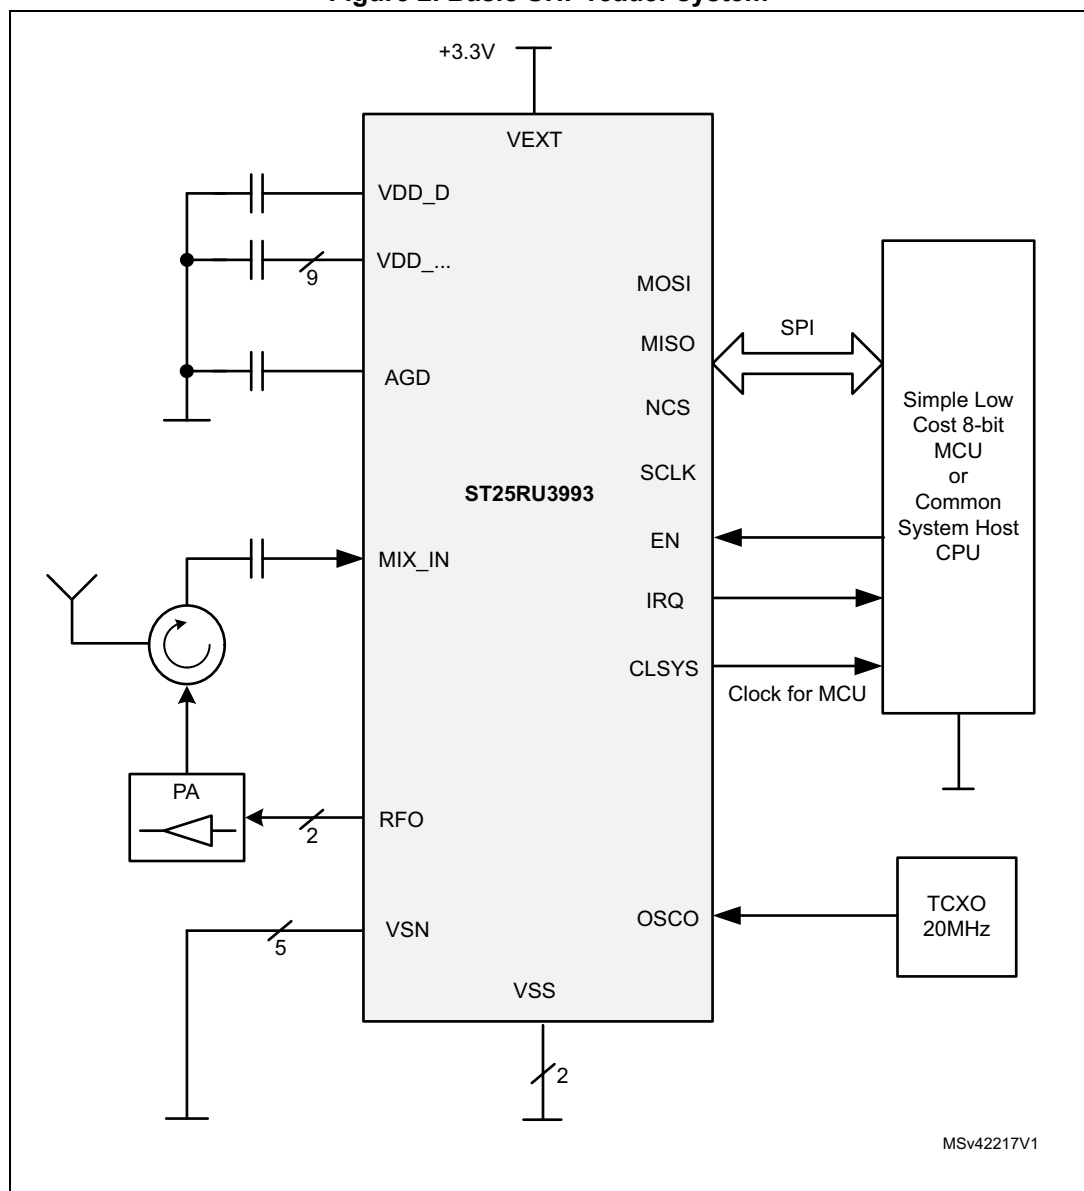 +3.3V
VEXT
VDD_D
VDD_...
9
AGD
MIX_IN
PA
RFO
2
VSN
5
VSS
2
ST25RU3993
MOSI
MISO
NCS
SCLK
EN
IRQ
CLSYS
OSCO
SPI
Clock for MCU
Simple Low
Cost 8-bit
MCU
or
Common
System Host
CPU
TCXO
20MHz
MSv42217V1